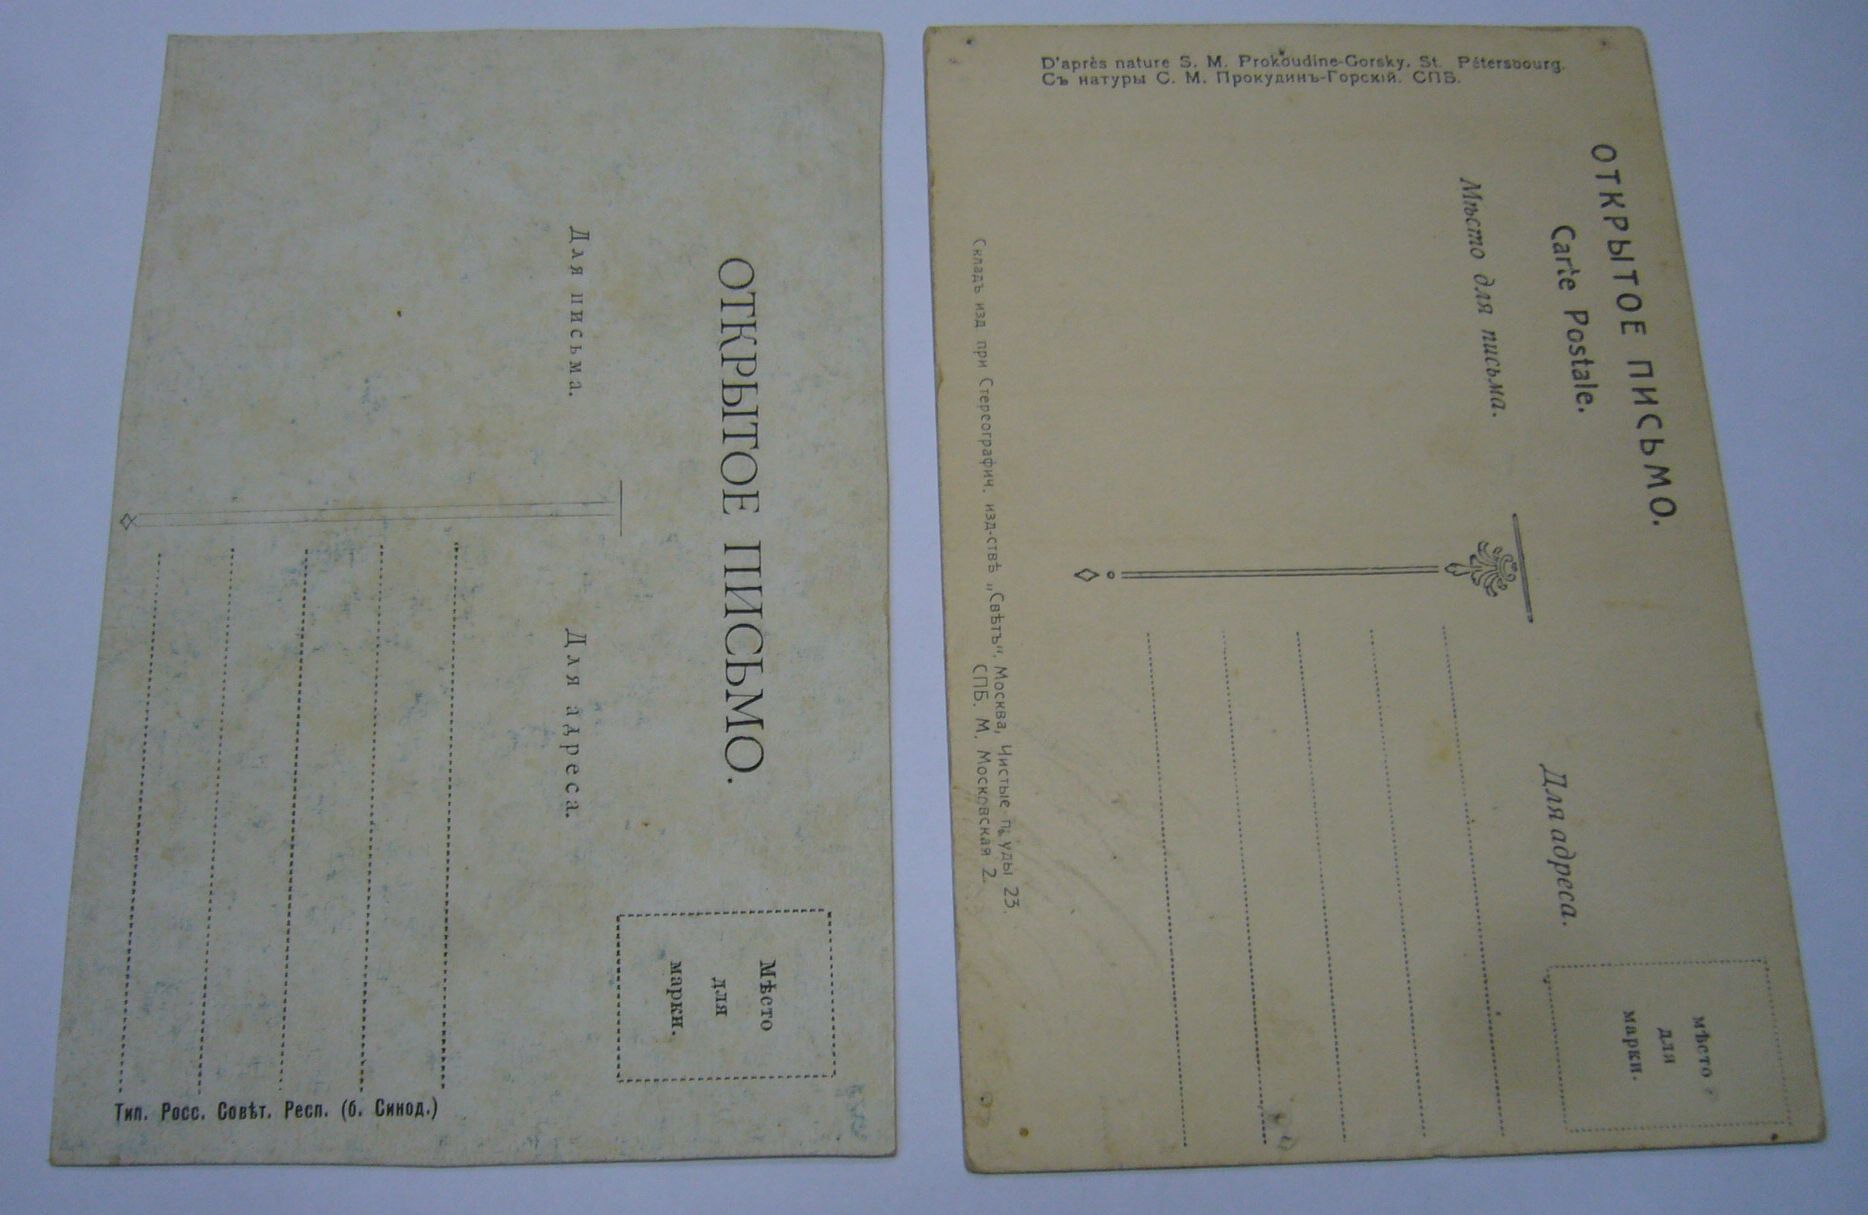 ОТКРЫТОЕ ПИСЬМО.
Для письма.
Для адреса.
Мѣсто
для
марки.
Тип. Росс. Совѣт. Респ. (б. Синод.)
D'après nature S. M. Prokoudine-Gorsky. St. Pétersbourg.
Съ натуры С. М. Прокудинъ-Горскій. СПБ.
ОТКРЫТОЕ ПИСЬМО.
Carte Postale.
Мѣсто для письма.
Для адреса.
мѣсто
для
марки.
Складъ изд при Стереографич. изд-ствѣ „Свѣтъ“. Москва, Чистые пруды 23.
СПБ. М. Московская 2.